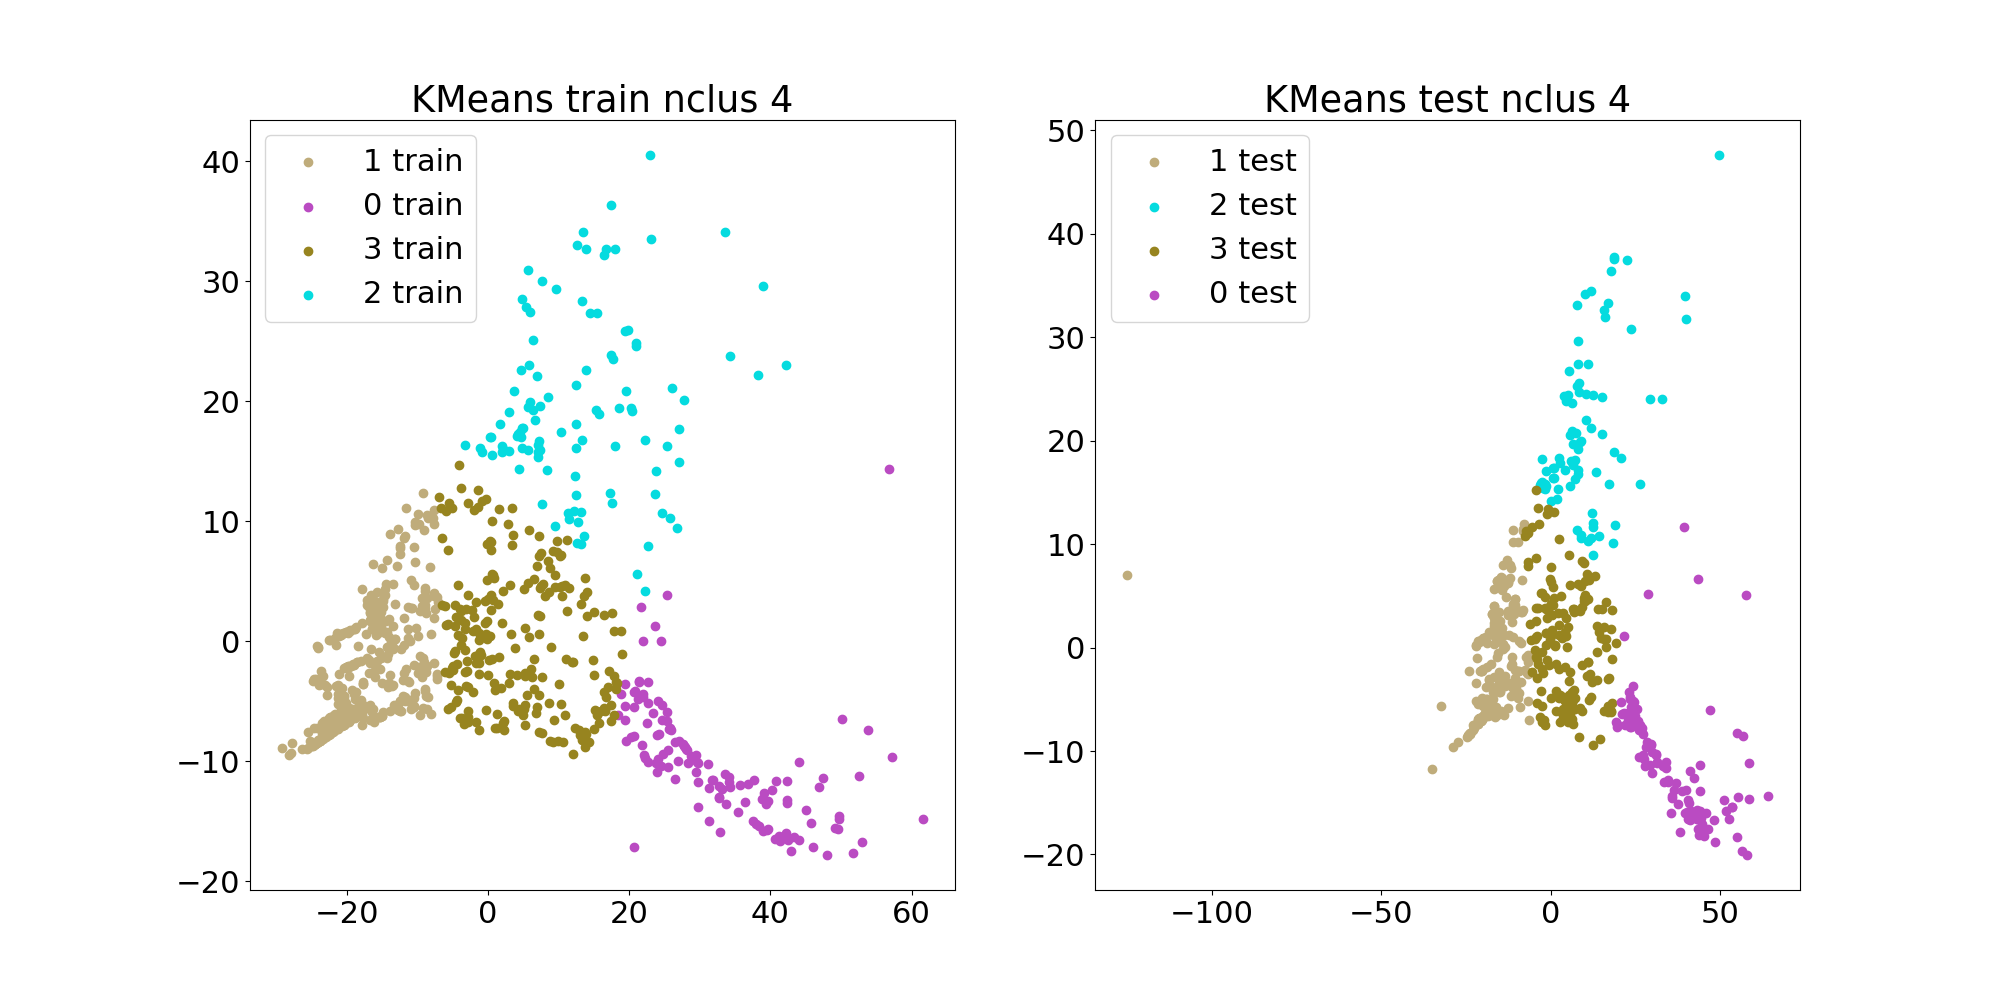 KMeans train nclus 4
1 train
0 train
3 train
2 train
40
30
20
10
0
−10
−20
−20 0 20 40 60
KMeans test nclus 4
1 test
2 test
3 test
0 test
50
40
30
20
10
0
−10
−20
−100 −50 0 50